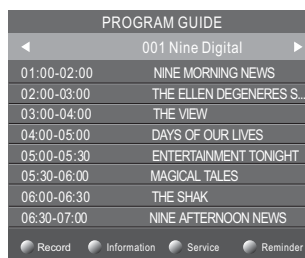 PROGRAM GUIDE
001 Nine Digital
01:00-02:00 NINE MORNING NEWS
02:00-03:00 THE ELLEN DEGENERES S...
03:00-04:00 THE VIEW
04:00-05:00 DAYS OF OUR LIVES
05:00-05:30 ENTERTAINMENT TONIGHT
05:30-06:00 MAGICAL TALES
06:00-06:30 THE SHAK
06:30-07:00 NINE AFTERNOON NEWS
Record Information Service Reminder